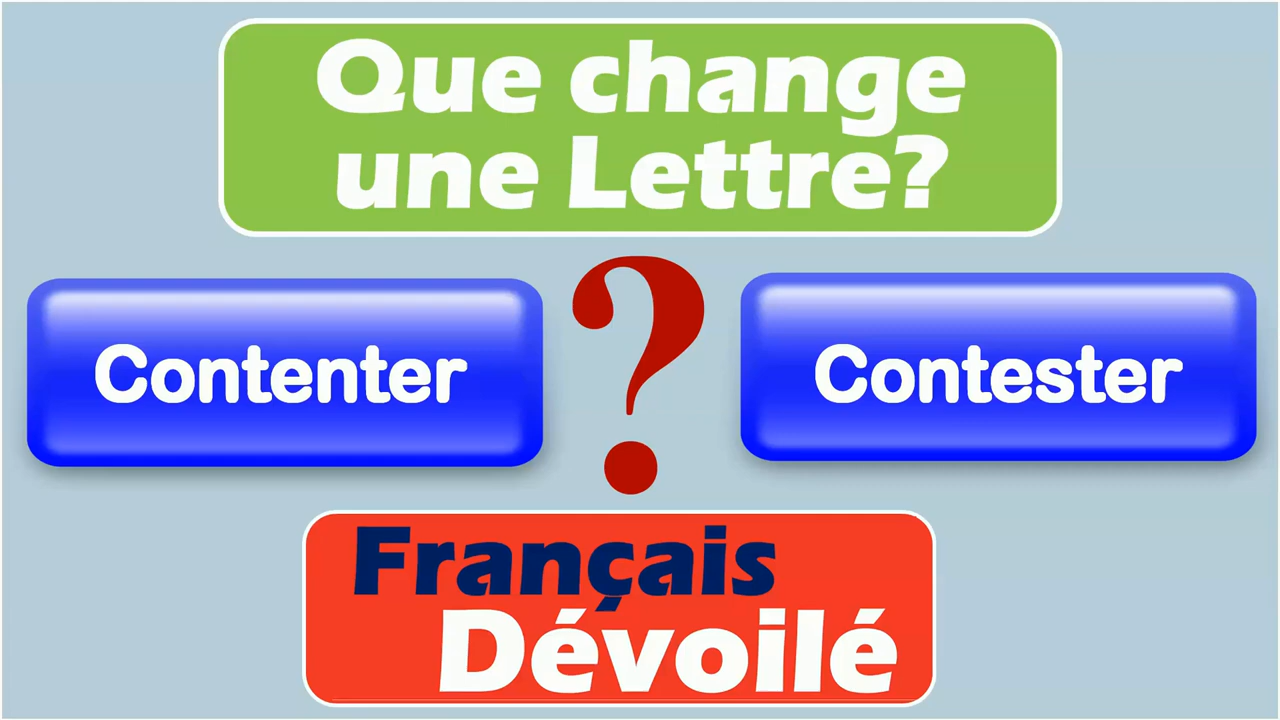 Que change
une Lettre?
Contenter
?
Contester
Français
Dévoilé